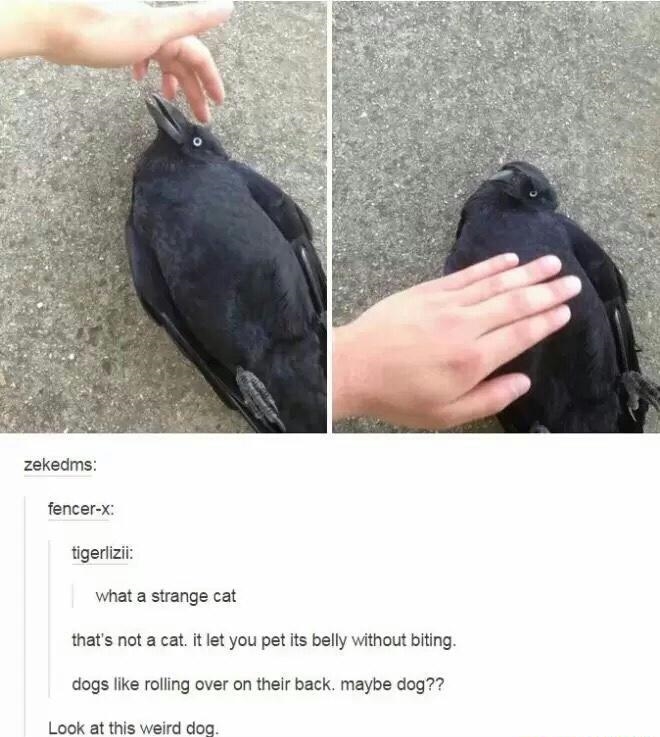 zekedms:
fencer-x:
tigerlizii:
what a strange cat
that's not a cat. it let you pet its belly without biting.
dogs like rolling over on their back. maybe dog??
Look at this weird dog.